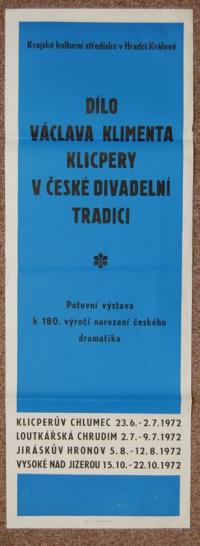 Krajské kulturní středisko v Hradci Králové
DÍLO
VÁCLAVA KLIMENTA
KLICPERY
V ČESKÉ DIVADELNÍ
TRADICI
Putovní výstava
k 180. výročí narození českého
dramatika
KLICPERŮV CHLUMEC 23.6.-2.7.1972
LOUTKÁŘSKÁ CHRUDIM 2.7.-9.7.1972
JIRÁSKŮV HRONOV 5.8.-12.8.1972
VYSOKÉ NAD JIZEROU 15.10.-22.10.1972